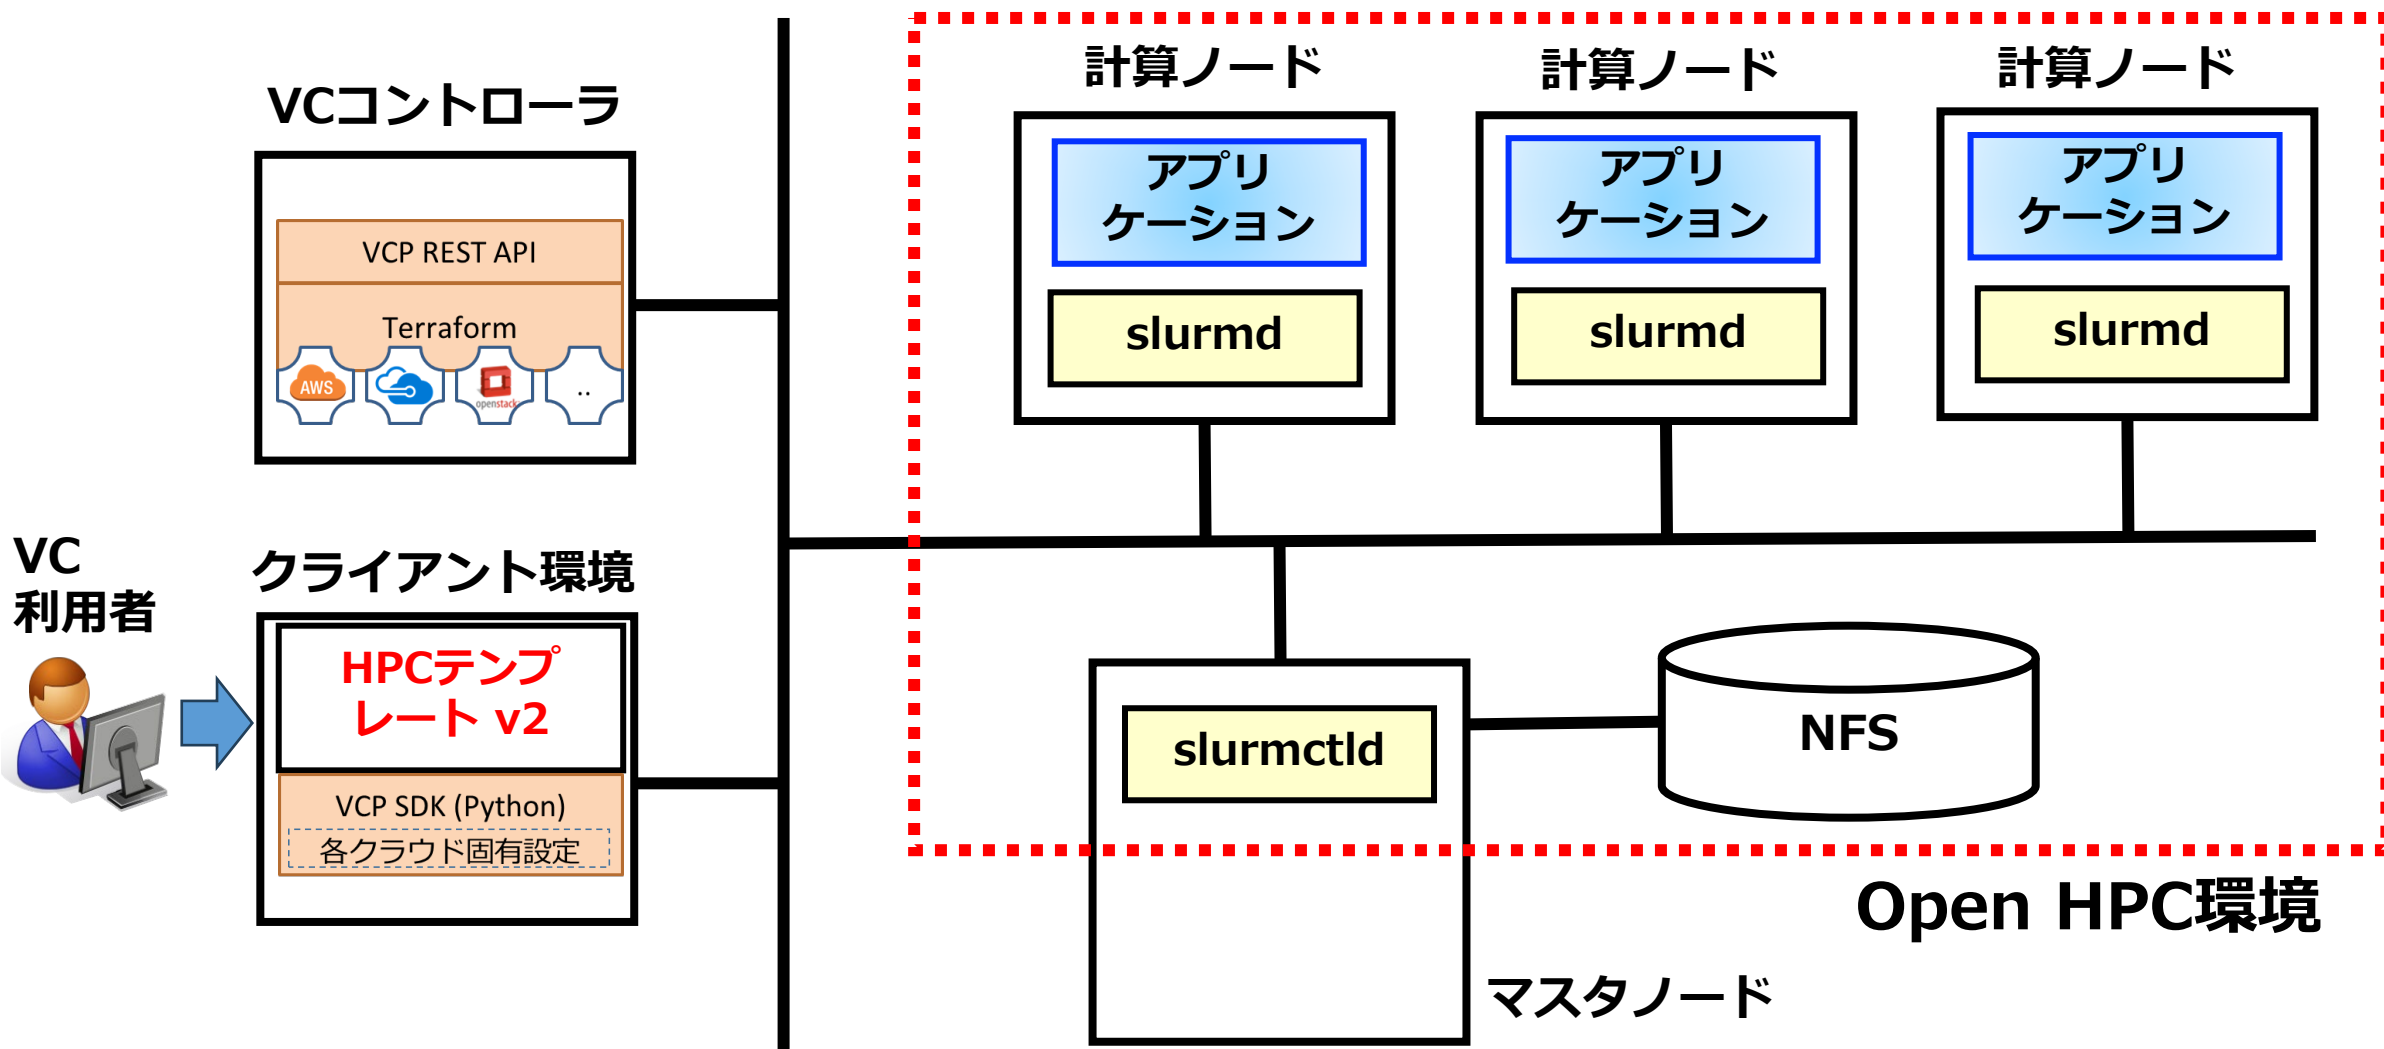 VCコントローラ
VCP REST API
Terraform
AWS
openstack
..
VC
利用者
クライアント環境
HPCテンプ
レート v2
VCP SDK (Python)
各クラウド固有設定
計算ノード
アプリ
ケーション
slurmd
計算ノード
アプリ
ケーション
slurmd
計算ノード
アプリ
ケーション
slurmd
slurmctld
NFS
Open HPC環境
マスタノード